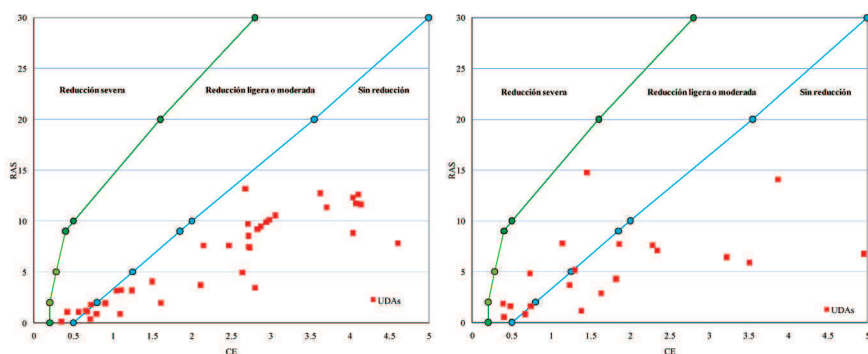 30
25
20
15
10
5
0
RAS
Reducción severa
Reducción ligera o moderada
Sin reducción
UDAs
0 0.5 1 1.5 2 2.5 3 3.5 4 4.5 5
CE
30
25
20
15
10
5
0
RAS
Reducción severa
Reducción ligera o moderada
Sin reducción
UDAs
0 0.5 1 1.5 2 2.5 3 3.5 4 4.5 5
CE